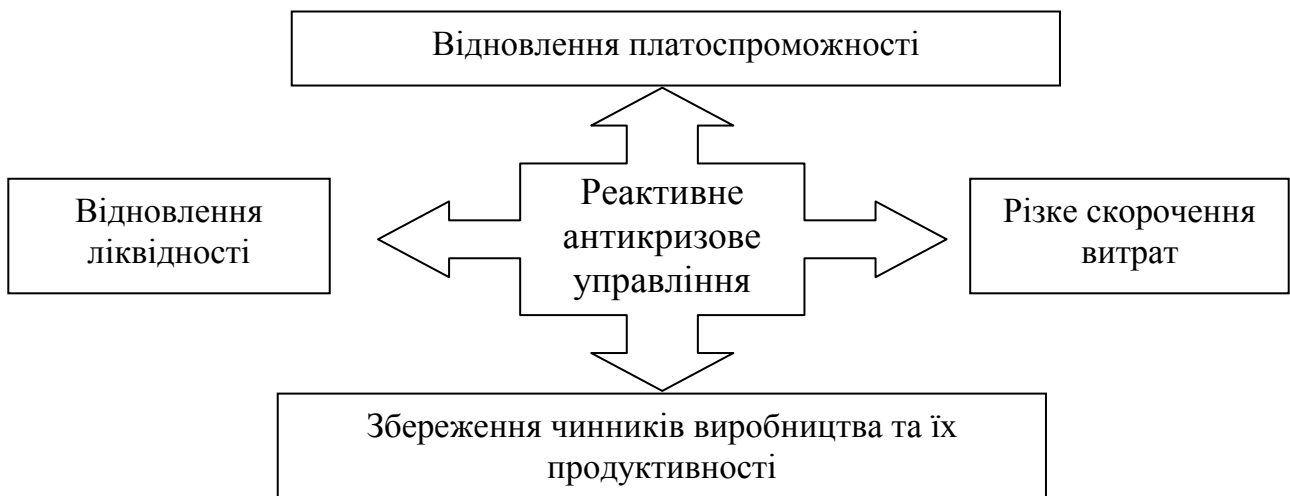 Відновлення платоспроможності
Відновлення
ліквідності
Реактивне
антикризове
управління
Різке скорочення
витрат
Збереження чинників виробництва та їх
продуктивності